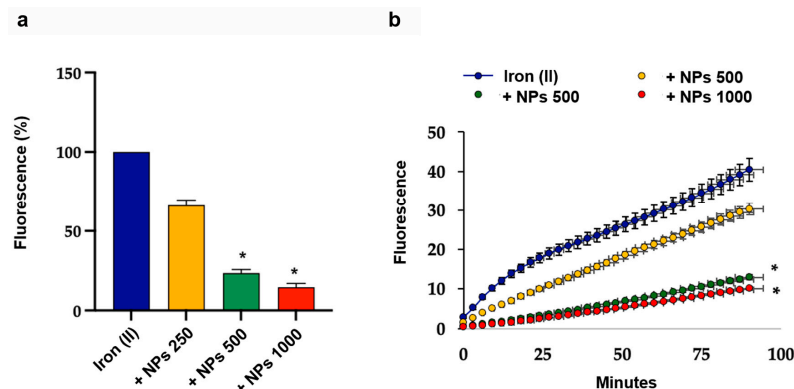 a
Fluorescence (%)
150
100
50
0
*
*
Iron (II)
+ NPs 250
+ NPs 500
+ NPs 1000
b
Iron (II)
+ NPs 500
+ NPs 500
+ NPs 1000
Fluorescence
50
40
30
20
10
0
*
*
0 25 50 75 100
Minutes